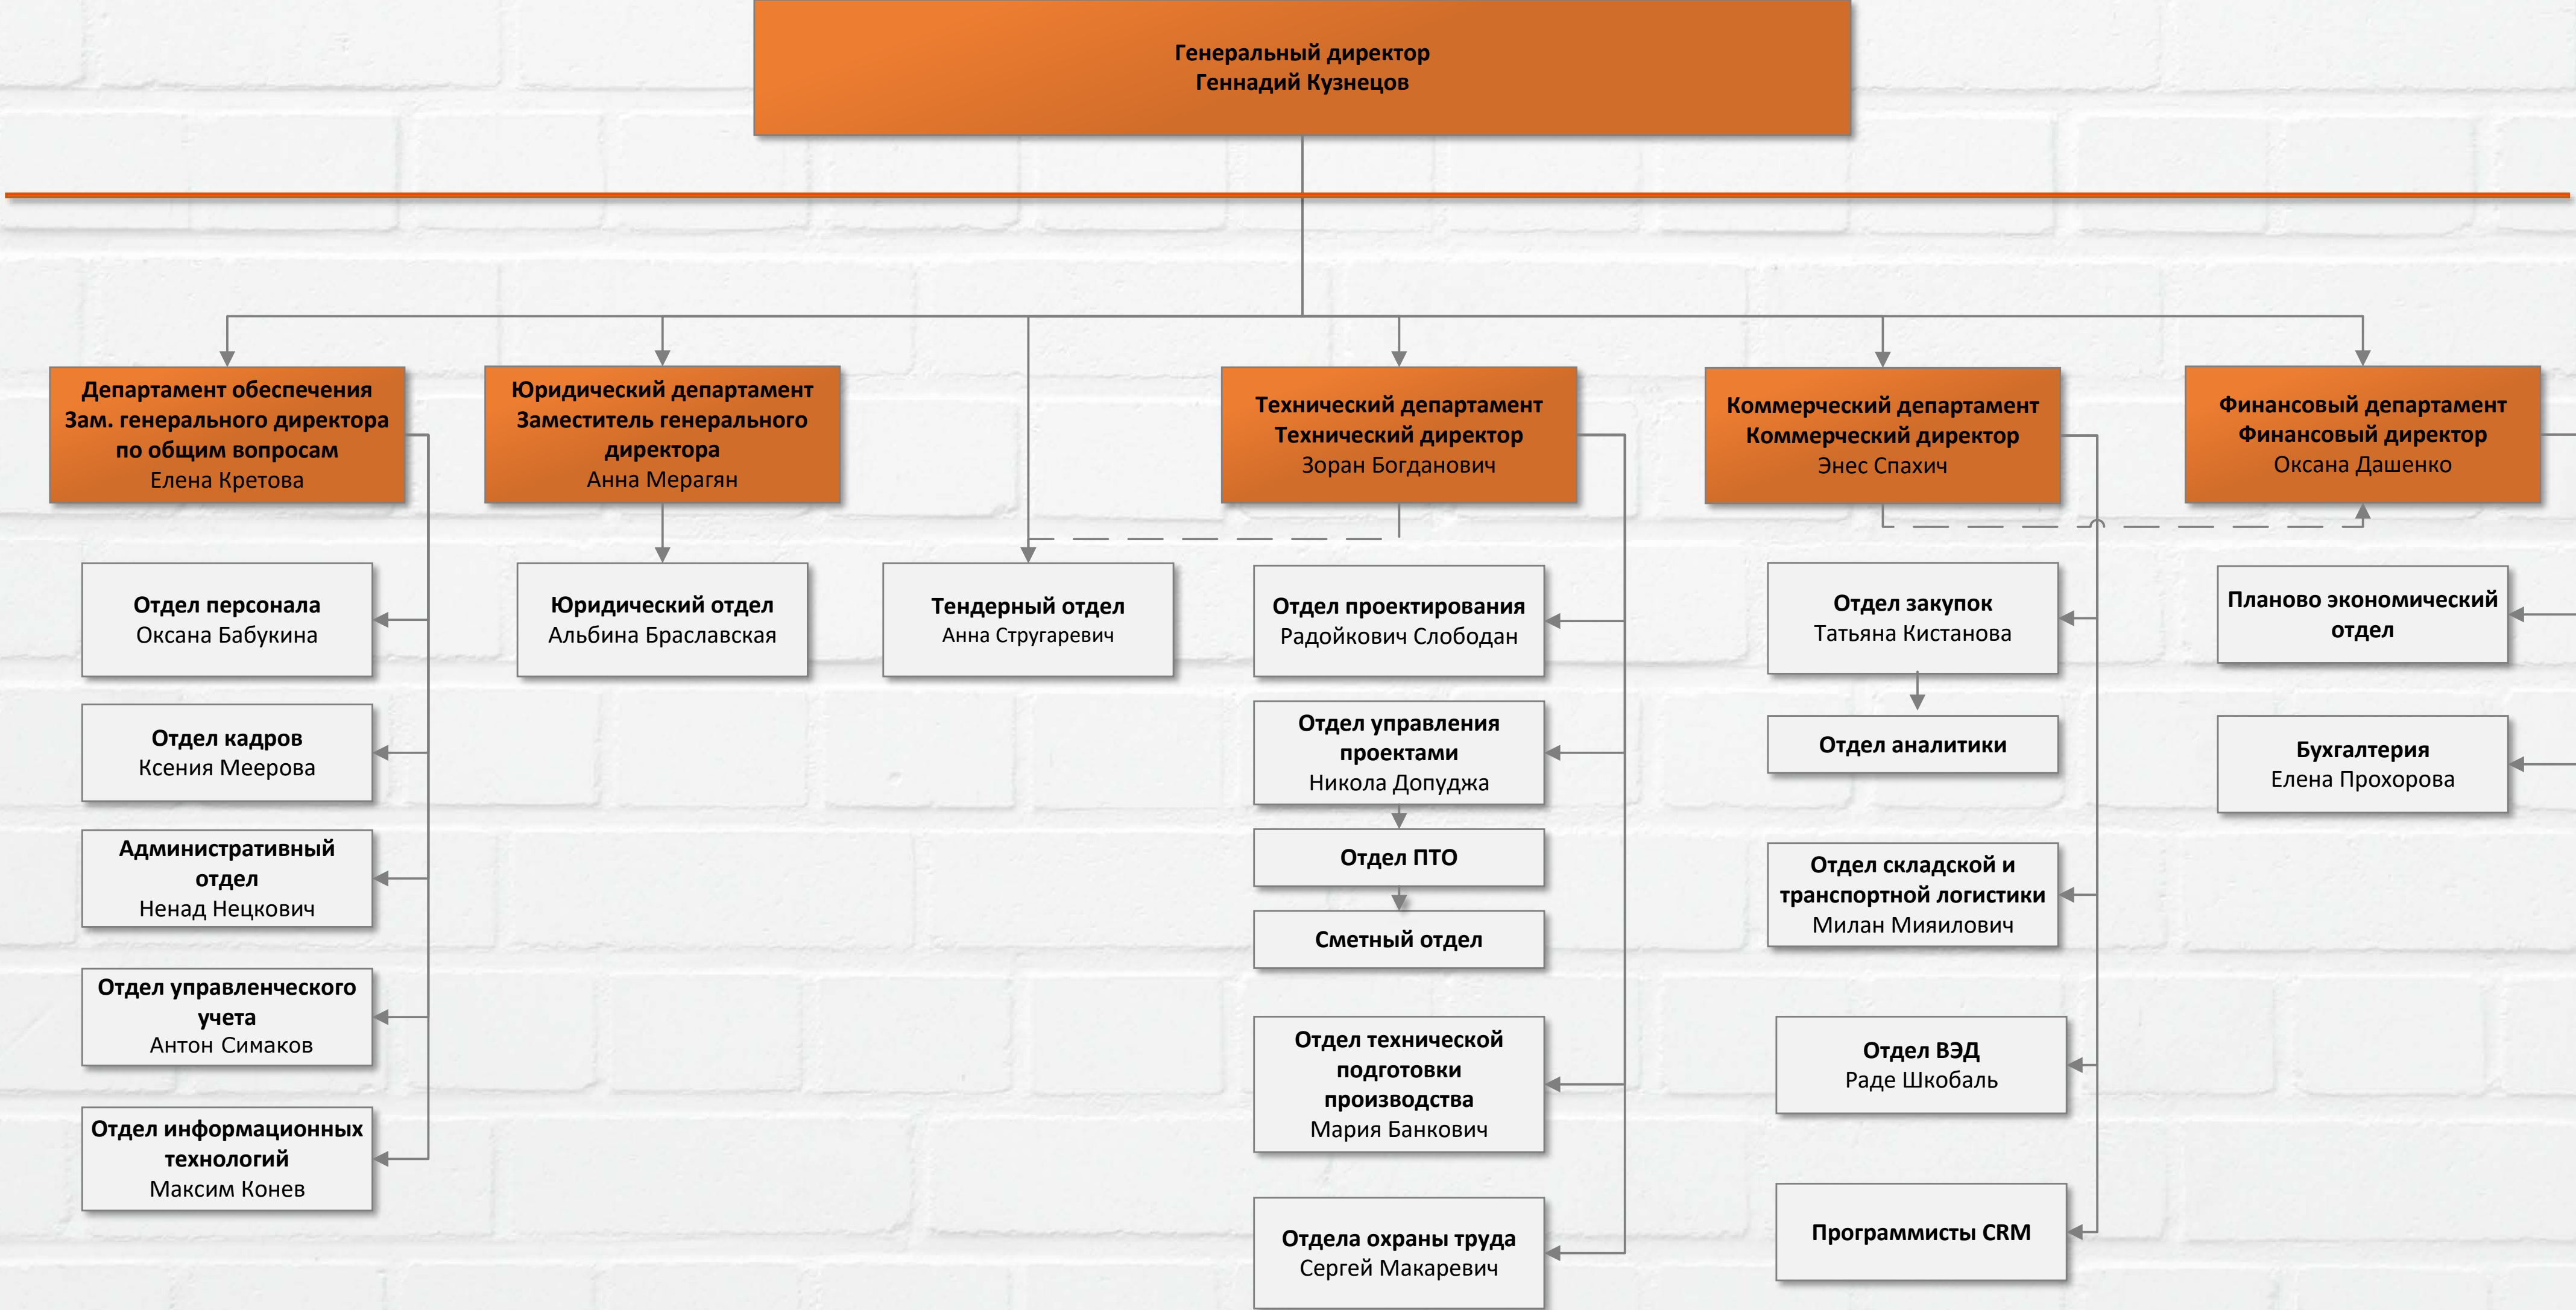 Генеральный директор
Геннадий Кузнецов
Департамент обеспечения
Зам. генерального директора
по общим вопросам
Елена Кретова
Юридический департамент
Заместитель генерального
директора
Анна Мерагян
Технический департамент
Технический директор
Зоран Богданович
Коммерческий департамент
Коммерческий директор
Энес Спахич
Финансовый департамент
Финансовый директор
Оксана Дашенко
Отдел персонала
Оксана Бабукина
Отдел кадров
Ксения Меерова
Административный
отдел
Ненад Нецкович
Отдел управленческого
учета
Антон Симаков
Отдел информационных
технологий
Максим Конев
Юридический отдел
Альбина Браславская
Тендерный отдел
Анна Стругаревич
Отдел проектирования
Радойкович Слободан
Отдел управления
проектами
Никола Допуджа
Отдел ПТО
Сметный отдел
Отдел технической
подготовки
производства
Мария Банкович
Отдела охраны труда
Сергей Макаревич
Отдел закупок
Татьяна Кистанова
Отдел аналитики
Отдел складской и
транспортной логистики
Милан Мияилович
Отдел ВЭД
Раде Шкобаль
Программисты CRM
Планово экономический
отдел
Бухгалтерия
Елена Прохорова